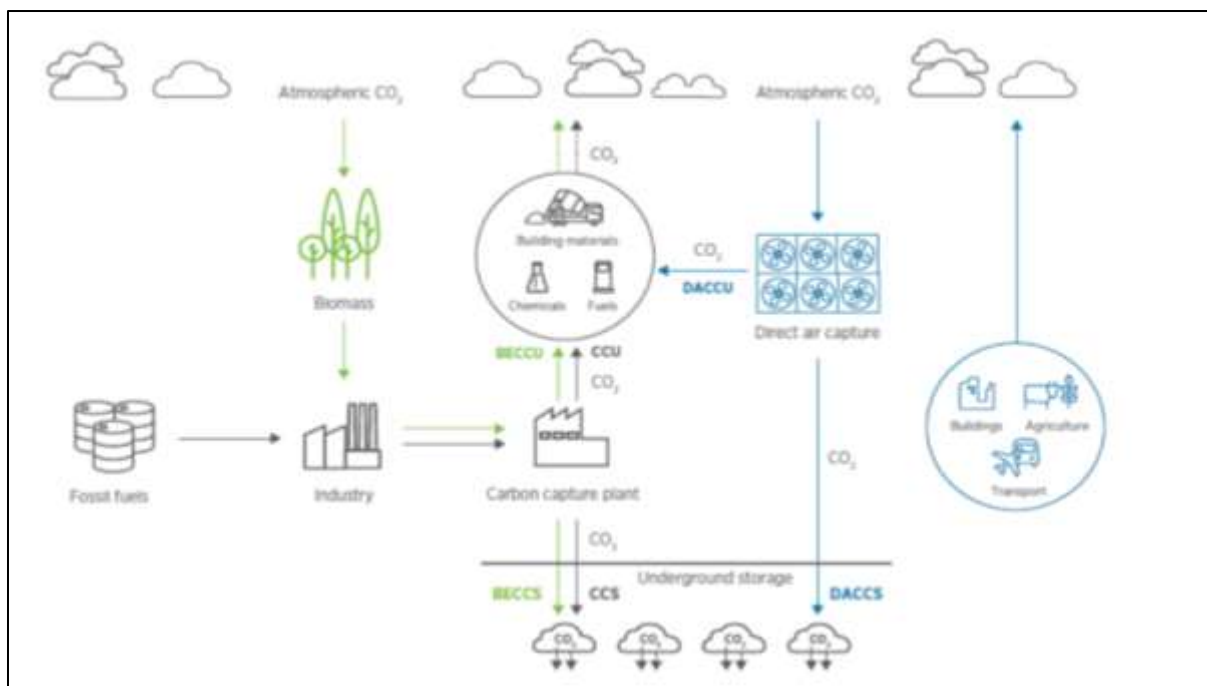 Atmospheric CO₂
Atmospheric CO₂
CO₂
Building materials
Chemicals
Fuels
CO₂
DACCU
Biomass
Direct air capture
BECCU
CCU
CO₂
Buildings
Agriculture
Transport
CO₂
Fossil fuels
Industry
Carbon capture plant
CO₂
Underground storage
BECCS
CCS
DACCS
CO₂
CO₂
CO₂
CO₂